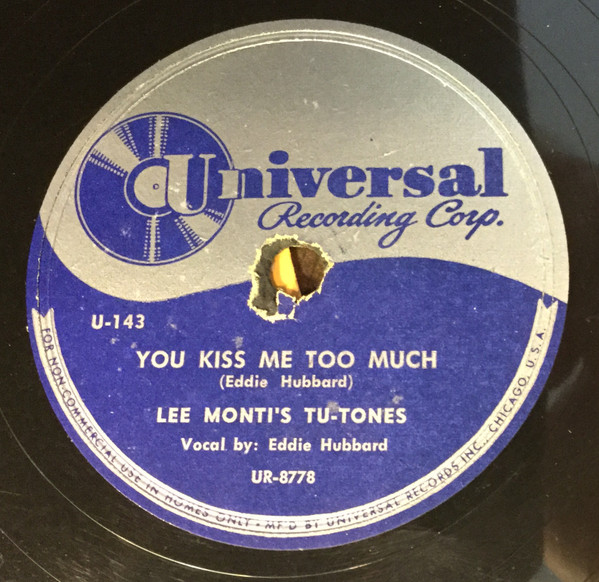 Universal
Recording Corp.
U-143
YOU KISS ME TOO MUCH
(Eddie Hubbard)
LEE MONTI'S TU-TONES
Vocal by: Eddie Hubbard
UR-8778
FOR NON-COMMERCIAL USE IN HOMES ONLY - MF'D BY UNIVERSAL RECORDS INC., CHICAGO, U.S.A.